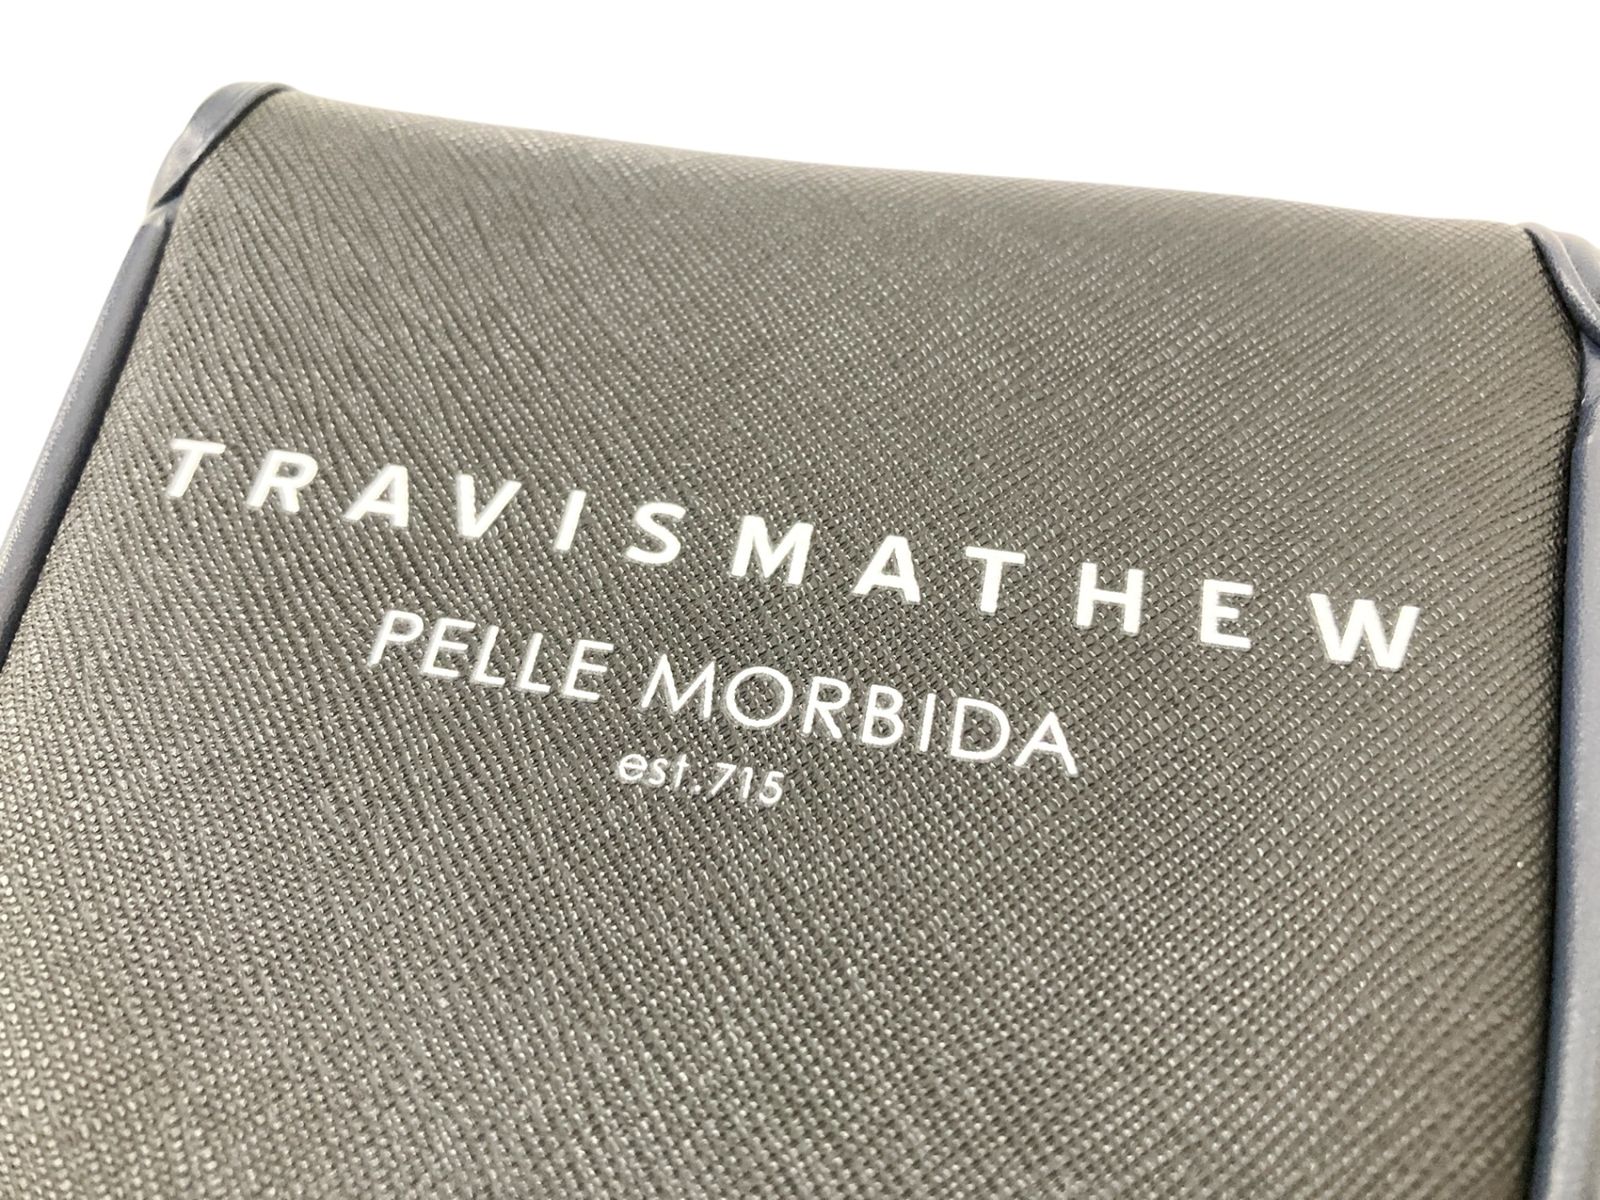 TRAVISMATHEW
PELLE MORBIDA
est.715